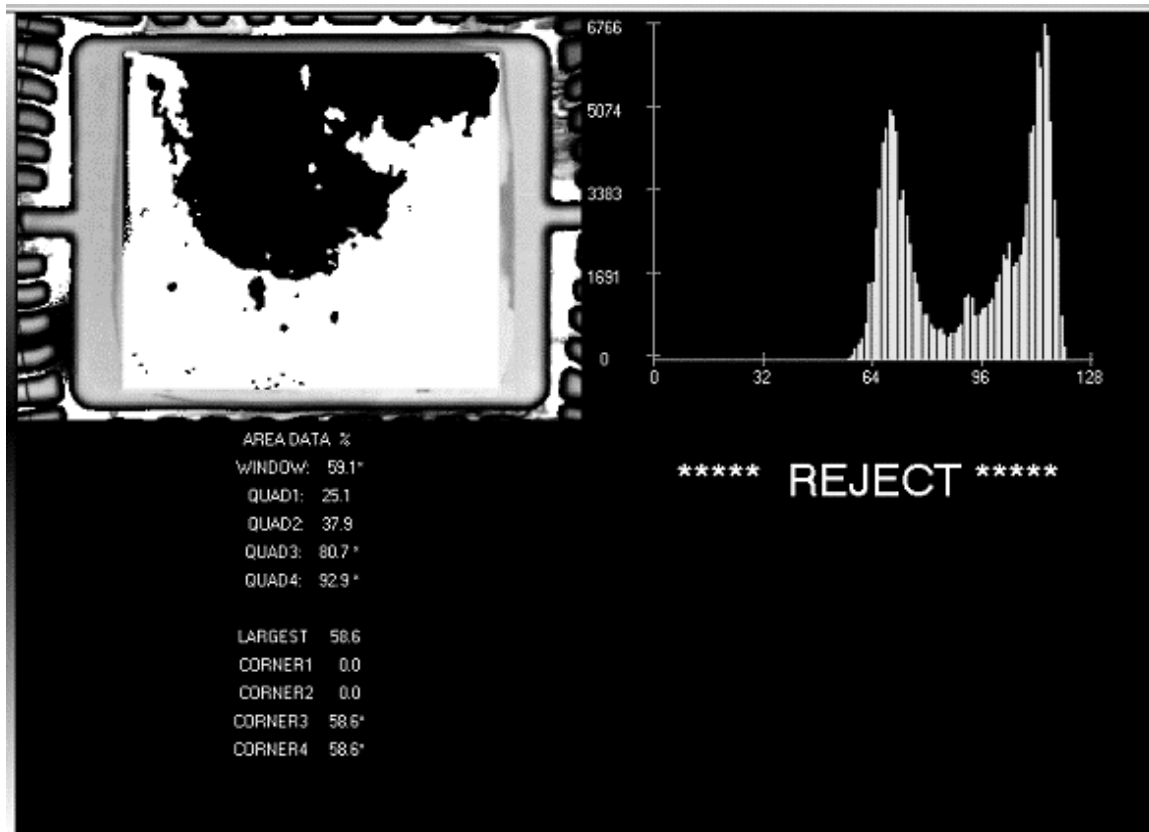 6766
5074
3383
1691
0
0 32 64 96 128
AREA DATA %
WINDOW: 59.1*
QUAD1: 25.1
QUAD2: 37.9
QUAD3: 80.7 *
QUAD4: 92.9 *
LARGEST 58.6
CORNER1 0.0
CORNER2 0.0
CORNER3 58.6*
CORNER4 58.6*
***** REJECT *****